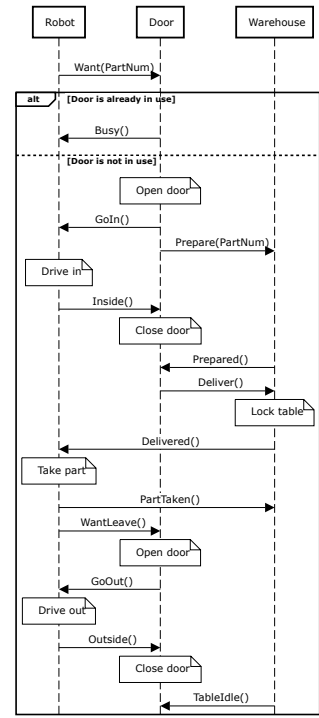 Robot Door Warehouse
Want(PartNum)
alt [Door is already in use]
Busy()
[Door is not in use]
Open door
GoIn()
Prepare(PartNum)
Drive in
Inside()
Close door
Prepared()
Deliver()
Lock table
Delivered()
Take part
PartTaken()
WantLeave()
Open door
GoOut()
Drive out
Outside()
Close door
TableIdle()